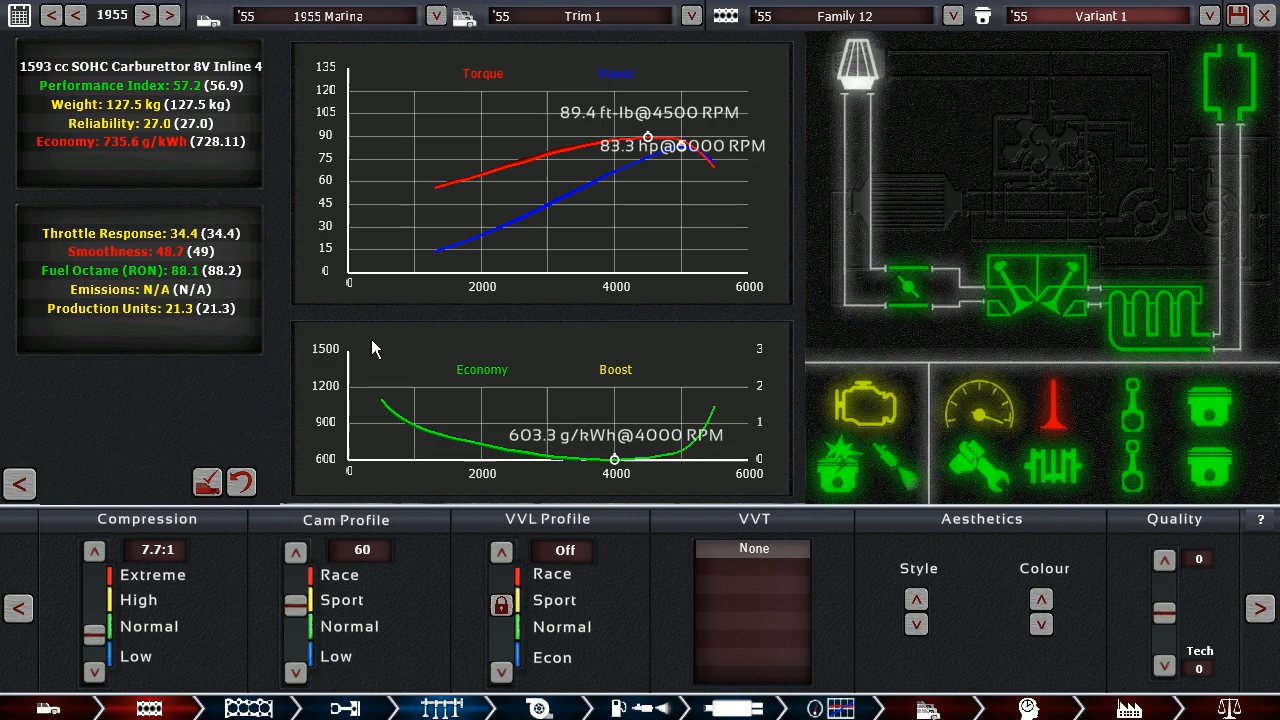 1955
'55 1955 Marina
'55 Trim 1
'55 Family 12
'55 Variant 1
1593 cc SOHC Carburettor 8V Inline 4
Performance Index: 57.2 (56.9)
Weight: 127.5 kg (127.5 kg)
Reliability: 27.0 (27.0)
Economy: 735.6 g/kWh (728.11)
Throttle Response: 34.4 (34.4)
Smoothness: 48.7 (49)
Fuel Octane (RON): 88.1 (88.2)
Emissions: N/A (N/A)
Production Units: 21.3 (21.3)
Torque Power
135
120
105
90
75
60
45
30
15
0
89.4 ft-lb@4500 RPM
83.3 hp@5000 RPM
0 2000 4000 6000
Economy Boost
1500 3
1200 2
900 1
600 0
603.3 g/kWh@4000 RPM
0 2000 4000 6000
Compression
7.7:1
Extreme
High
Normal
Low
Cam Profile
60
Race
Sport
Normal
Low
VVL Profile
Off
Race
Sport
Normal
Econ
VVT
None
Aesthetics
Style Colour
Quality
0
Tech
0
?